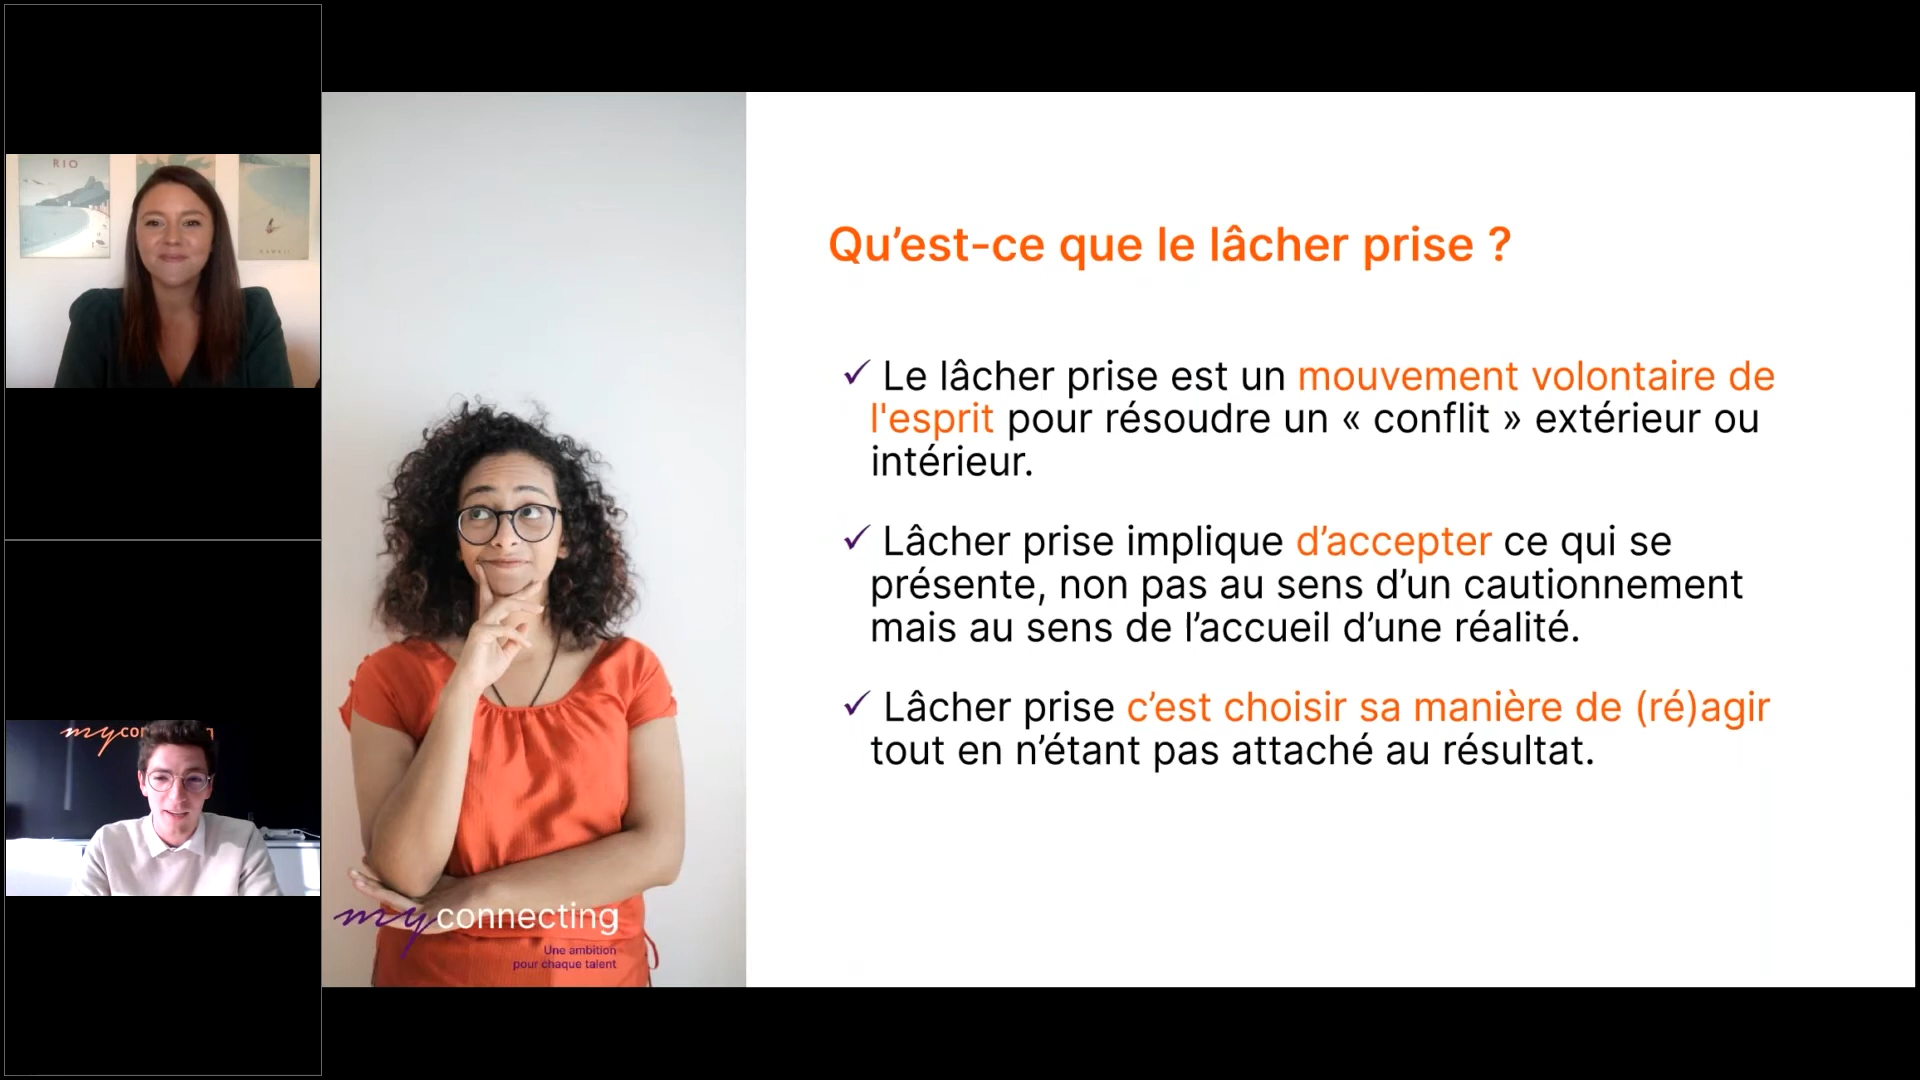 RIO
HAWAII
Qu’est-ce que le lâcher prise ?
✓ Le lâcher prise est un mouvement volontaire de
l'esprit pour résoudre un « conflit » extérieur ou
intérieur.
✓ Lâcher prise implique d’accepter ce qui se
présente, non pas au sens d’un cautionnement
mais au sens de l’accueil d’une réalité.
✓ Lâcher prise c’est choisir sa manière de (ré)agir
tout en n’étant pas attaché au résultat.
myconnecting
Une ambition
pour chaque talent